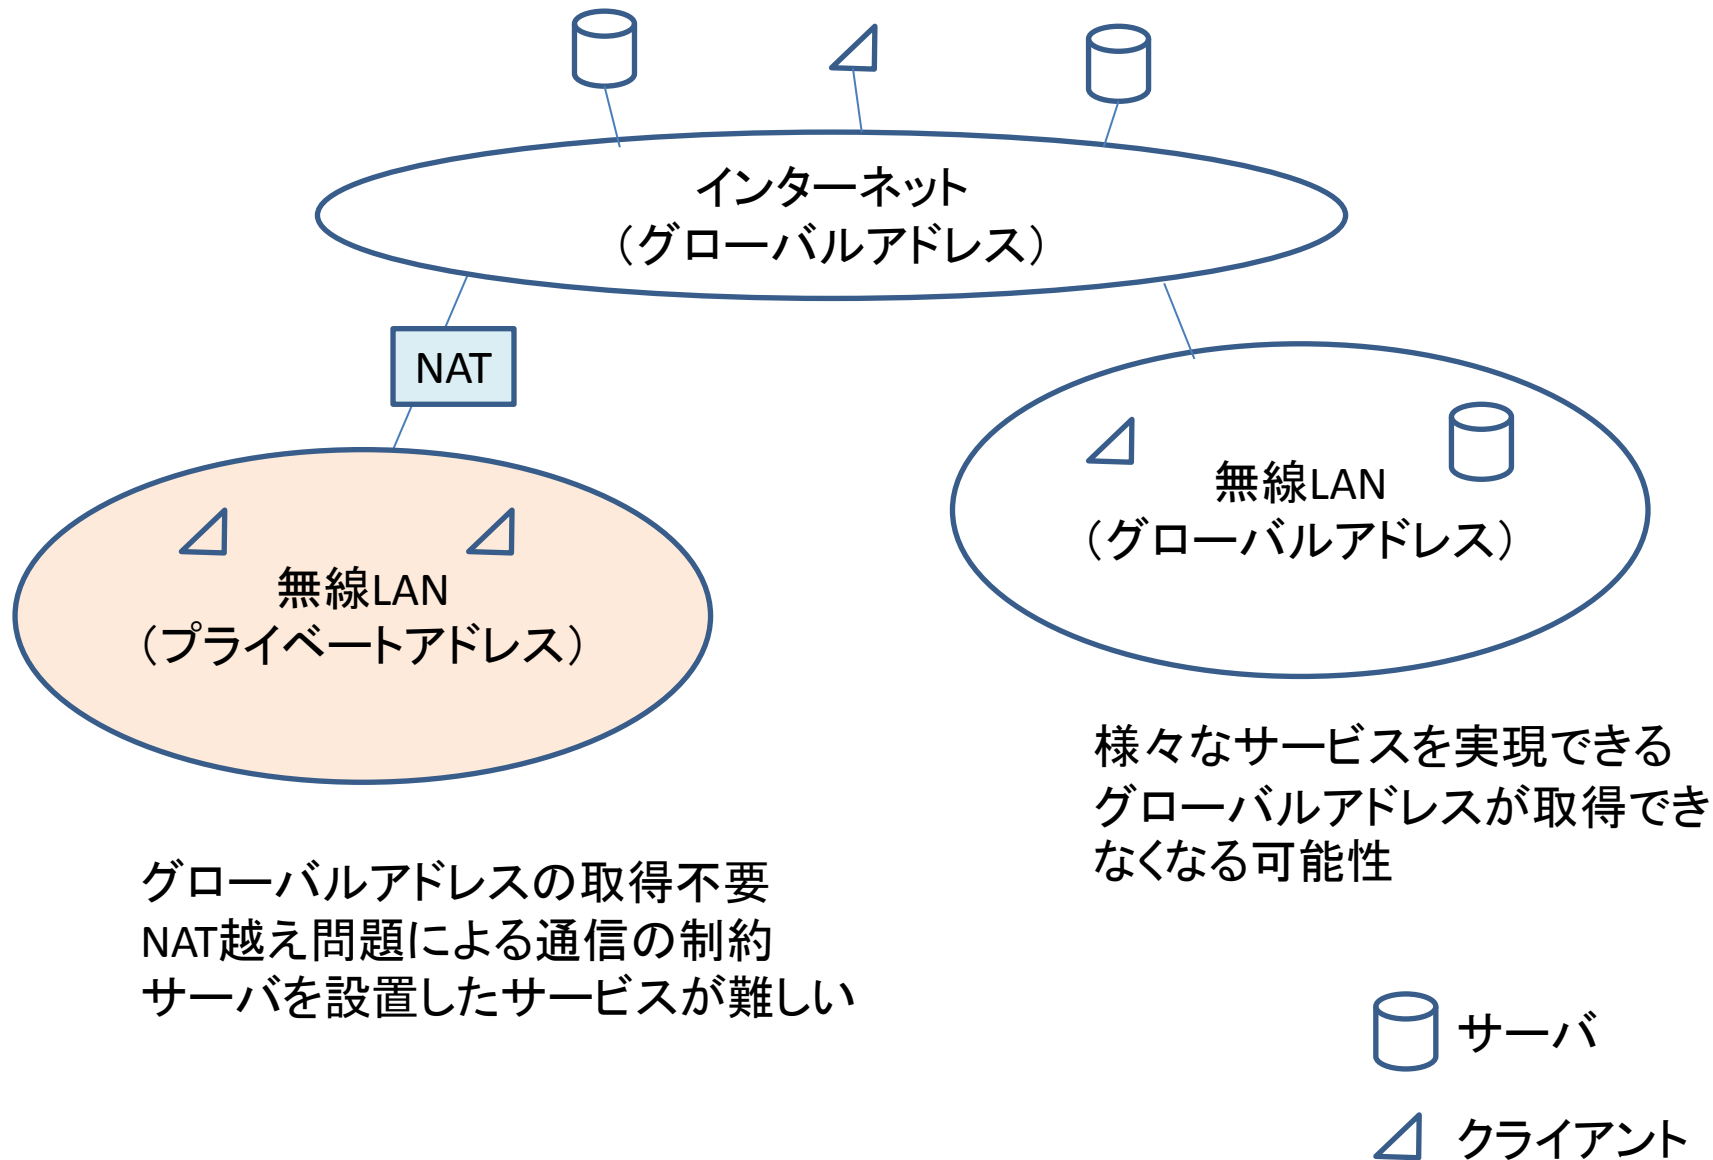 インターネット
（グローバルアドレス）
NAT
無線LAN
（グローバルアドレス）
無線LAN
（プライベートアドレス）
様々なサービスを実現できる
グローバルアドレスが取得でき
なくなる可能性
グローバルアドレスの取得不要
NAT越え問題による通信の制約
サーバを設置したサービスが難しい
サーバ
クライアント